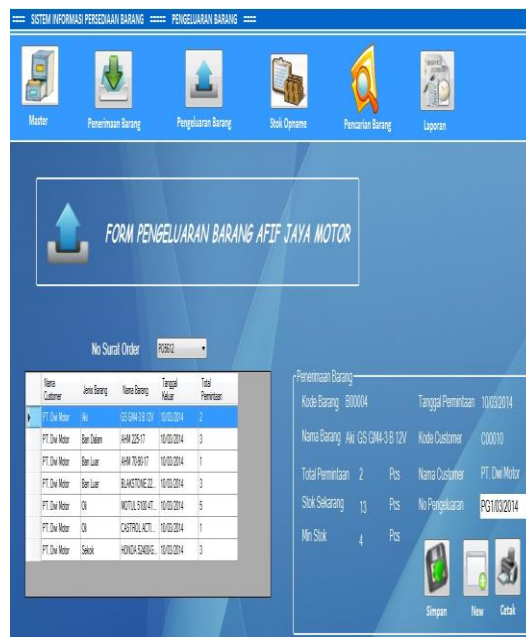 ==== SISTEM INFORMASI PERSEDIAAN BARANG ==== PENGELUARAN BARANG ====
Master Penerimaan Barang Pengeluaran Barang Stok Opname Pencarian Barang Laporan
FORM PENGELUARAN BARANG AFIF JAYA MOTOR
No Surat Order
Nama Customer Jenis Barang Nama Barang Tanggal Keluar Total Permintaan
PT. Dwi Motor Aki GS GM4-3 B 12V 10/03/2014 2
PT. Dwi Motor Ban Dalam AHM 225-17 10/03/2014 3
PT. Dwi Motor Ban Luar AHM 70-90-17 10/03/2014 1
PT. Dwi Motor Ban Luar 10/03/2014 3
PT. Dwi Motor Oli MOTUL 5100 4T... 10/03/2014 5
PT. Dwi Motor Oli CASTROL ACTI... 10/03/2014 1
PT. Dwi Motor Sekok HONDA 10/03/2014 3
Penerimaan Barang
Kode Barang B00004 Tanggal Permintaan 10/03/2014
Nama Barang Aki GS GM4-3 B 12V Kode Customer C00010
Total Permintaan 2 Pcs Nama Customer PT. Dwi Motor
Stok Sekarang 13 Pcs No Pengeluaran PG1/03/2014
Min Stok 4 Pcs
Simpan New Cetak